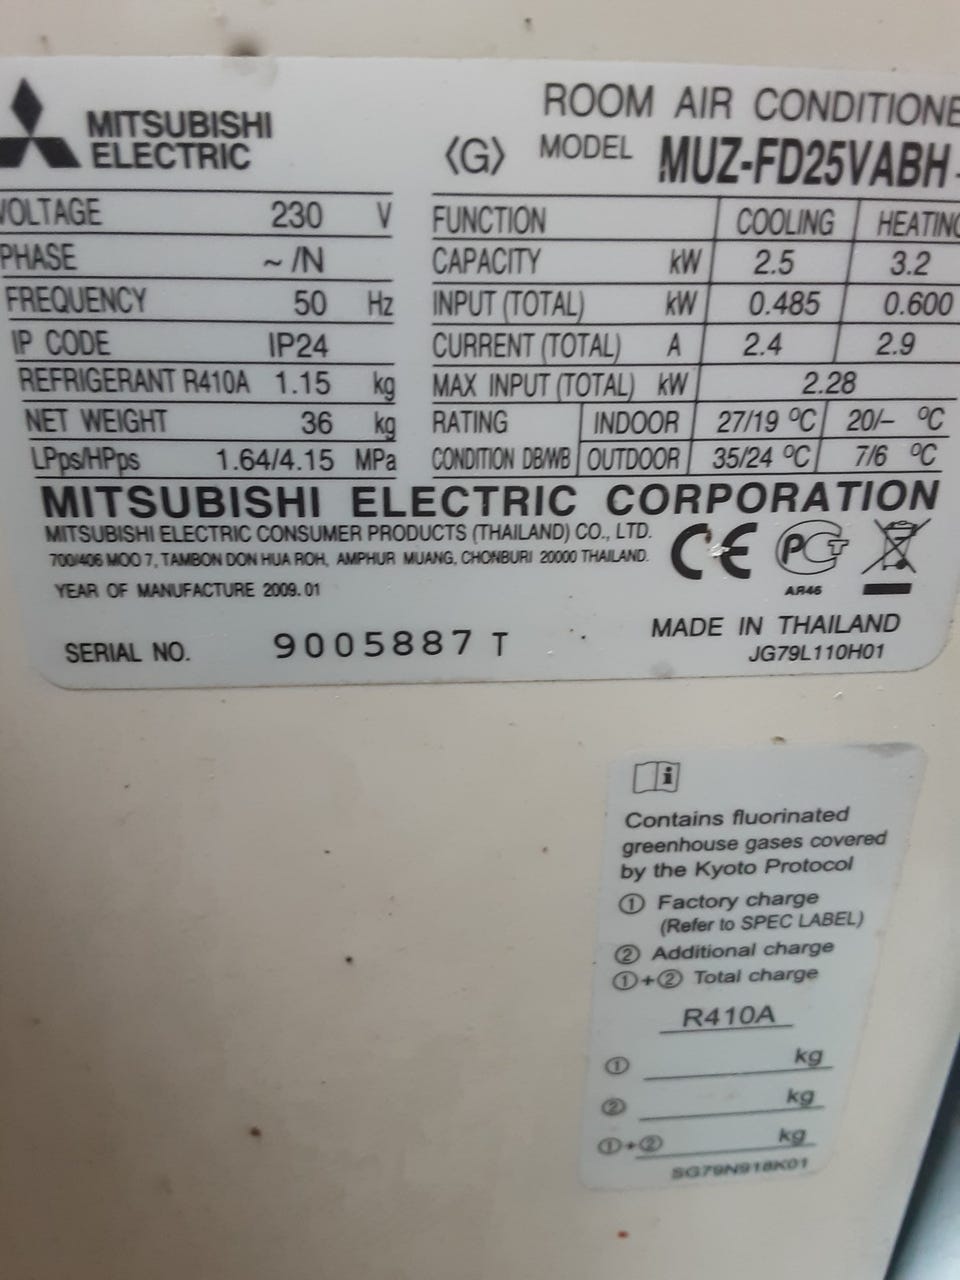 MITSUBISHI
ELECTRIC
ROOM AIR CONDITIONE
⟨G⟩ MODEL MUZ-FD25VABH-
VOLTAGE 230 V
PHASE ~ /N
FREQUENCY 50 Hz
IP CODE IP24
REFRIGERANT R410A 1.15 kg
NET WEIGHT 36 kg
LPps/HPps 1.64/4.15 MPa
FUNCTION COOLING HEATING
CAPACITY kW 2.5 3.2
INPUT (TOTAL) kW 0.485 0.600
CURRENT (TOTAL) A 2.4 2.9
MAX INPUT (TOTAL) kW 2.28
RATING INDOOR 27/19 ºC 20/– ºC
CONDITION DB/WB OUTDOOR 35/24 ºC 7/6 ºC
MITSUBISHI ELECTRIC CORPORATION
MITSUBISHI ELECTRIC CONSUMER PRODUCTS (THAILAND) CO., LTD.
700/406 MOO 7, TAMBON DON HUA ROH, AMPHUR MUANG, CHONBURI 20000 THAILAND.
CE PCT
AR46
YEAR OF MANUFACTURE 2009.01
SERIAL NO. 9005887 T
MADE IN THAILAND
JG79L110H01
i
Contains fluorinated
greenhouse gases covered
by the Kyoto Protocol
① Factory charge
(Refer to SPEC LABEL)
② Additional charge
①+② Total charge
R410A
① kg
② kg
①+② kg
SG79N918K01